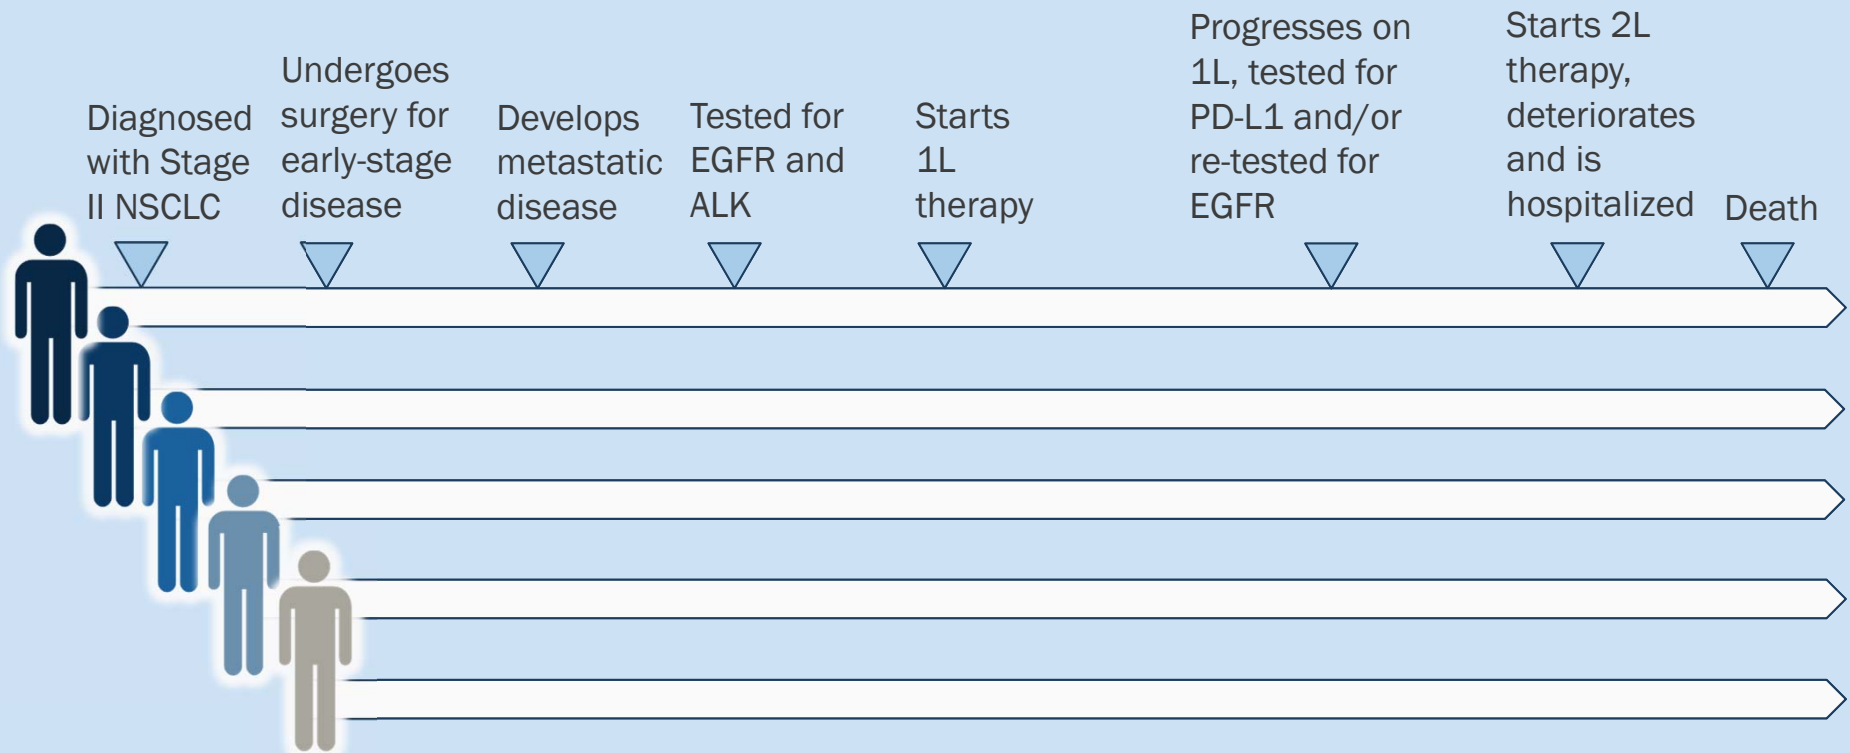 Diagnosed
with Stage
II NSCLC
Undergoes
surgery for
early-stage
disease
Develops
metastatic
disease
Tested for
EGFR and
ALK
Starts
1L
therapy
Progresses on
1L, tested for
PD-L1 and/or
re-tested for
EGFR
Starts 2L
therapy,
deteriorates
and is
hospitalized
Death